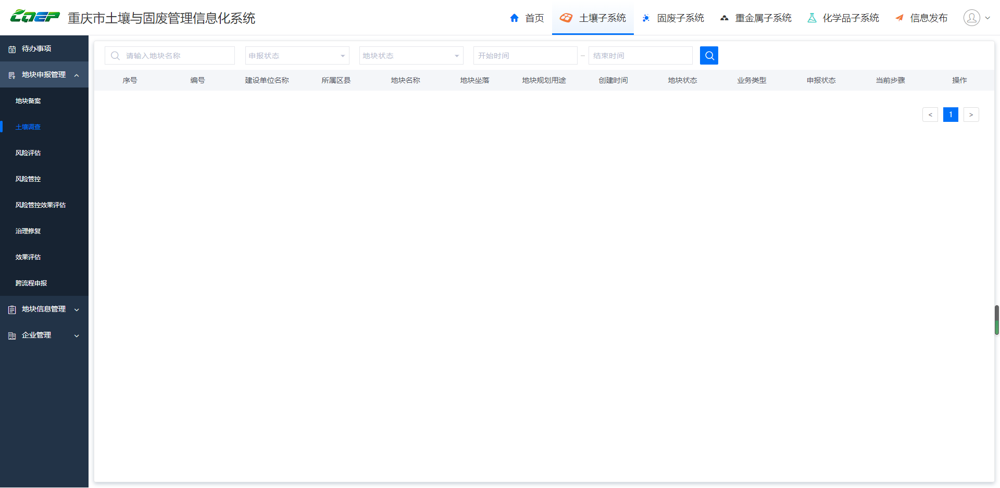 CQEP 重庆市土壤与固废管理信息化系统 首页 土壤子系统 固废子系统 重金属子系统 化学品子系统 信息发布
待办事项
地块申报管理
地块备案
土壤调查
风险评估
风险管控
风险管控效果评估
治理修复
效果评估
跨流程申报
地块信息管理
企业管理
请输入地块名称 申报状态 地块状态 开始时间 – 结束时间
序号 编号 建设单位名称 所属区县 地块名称 地块坐落 地块规划用途 创建时间 地块状态 业务类型 申报状态 当前步骤 操作
< 1 >